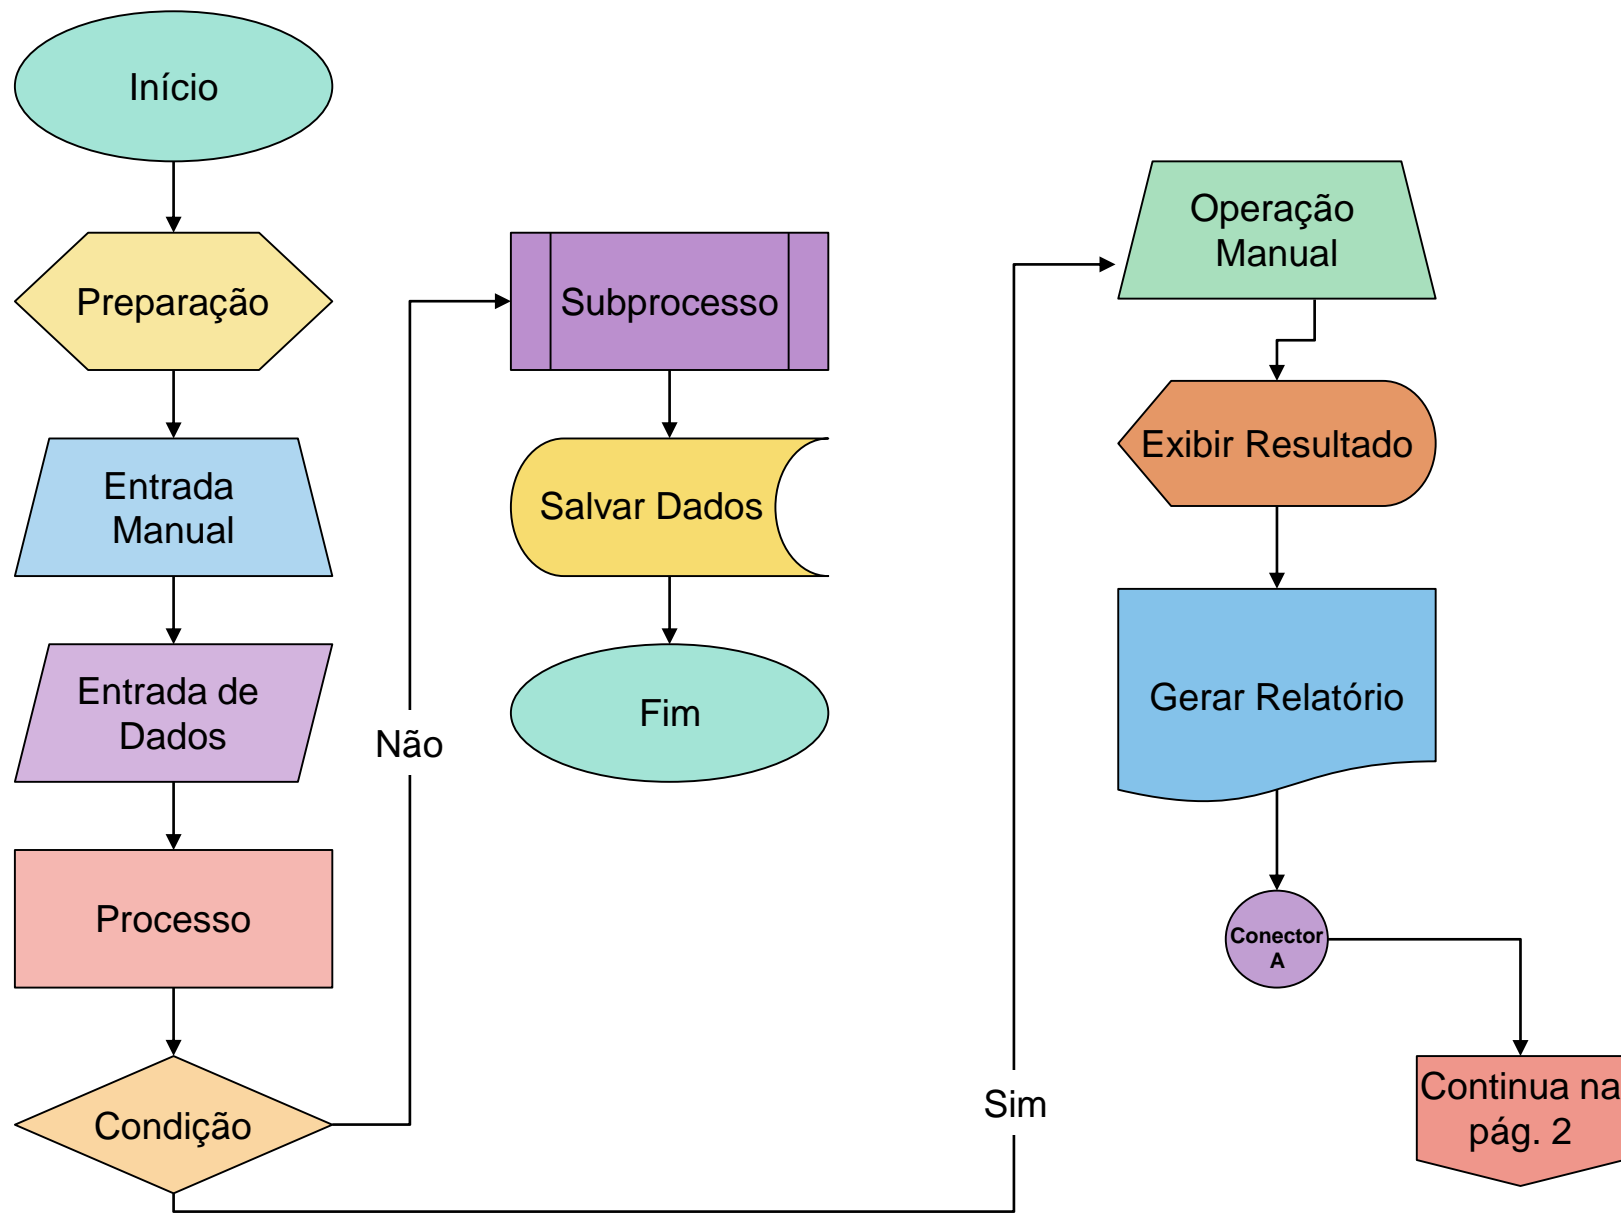 Início
Preparação
Entrada
Manual
Entrada de
Dados
Processo
Condição
Não
Subprocesso
Salvar Dados
Fim
Sim
Operação
Manual
Exibir Resultado
Gerar Relatório
Conector
A
Continua na
pág. 2